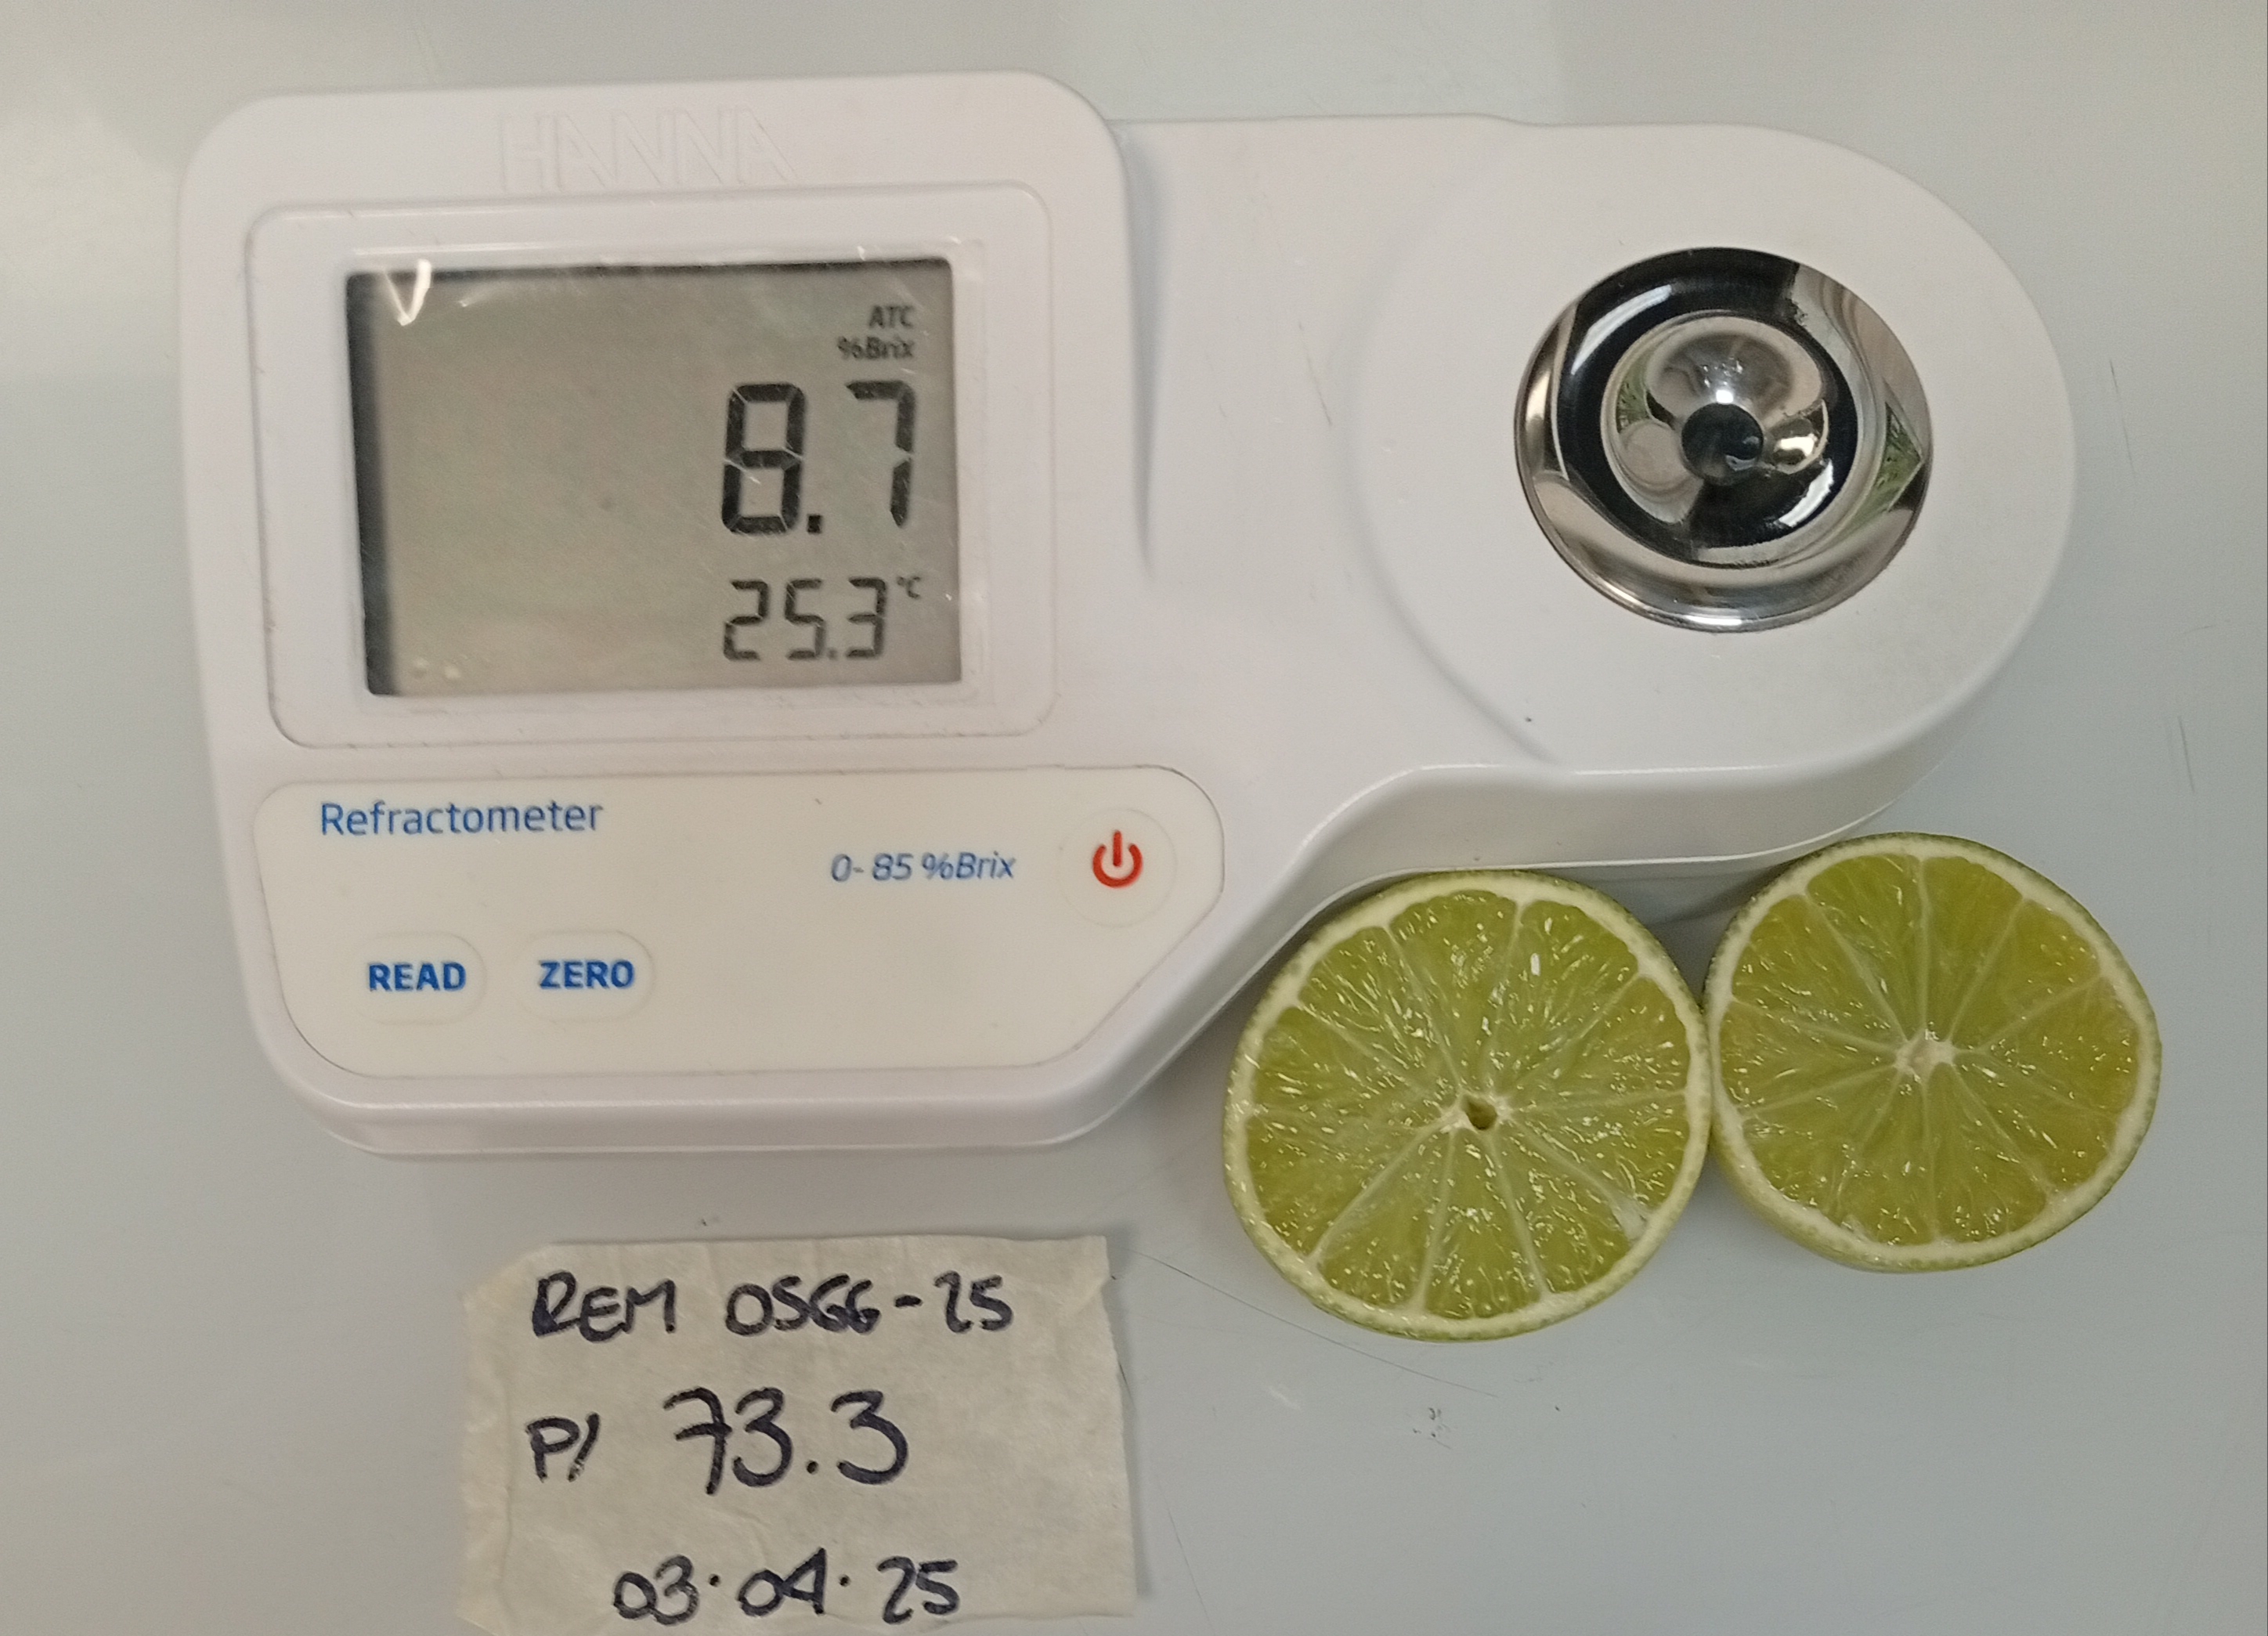 HANNA
ATC
%Brix
8.7
25.3°C
Refractometer
0-85 %Brix
READ ZERO
REM 0566-25
P/ 73.3
03.04.25